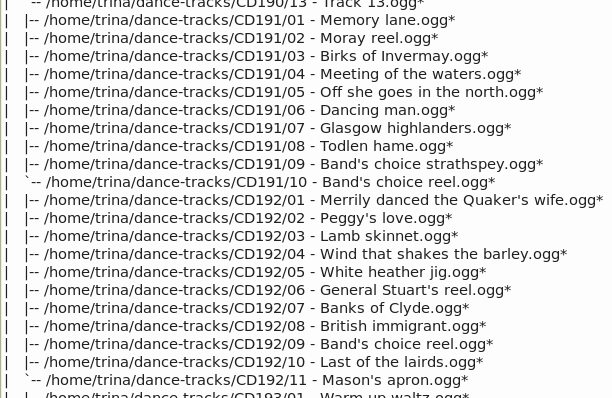 `-- /home/trina/dance-tracks/CD190/13 - Track 13.ogg*
|   |-- /home/trina/dance-tracks/CD191/01 - Memory lane.ogg*
|   |-- /home/trina/dance-tracks/CD191/02 - Moray reel.ogg*
|   |-- /home/trina/dance-tracks/CD191/03 - Birks of Invermay.ogg*
|   |-- /home/trina/dance-tracks/CD191/04 - Meeting of the waters.ogg*
|   |-- /home/trina/dance-tracks/CD191/05 - Off she goes in the north.ogg*
|   |-- /home/trina/dance-tracks/CD191/06 - Dancing man.ogg*
|   |-- /home/trina/dance-tracks/CD191/07 - Glasgow highlanders.ogg*
|   |-- /home/trina/dance-tracks/CD191/08 - Todlen hame.ogg*
|   |-- /home/trina/dance-tracks/CD191/09 - Band's choice strathspey.ogg*
|   `-- /home/trina/dance-tracks/CD191/10 - Band's choice reel.ogg*
|   |-- /home/trina/dance-tracks/CD192/01 - Merrily danced the Quaker's wife.ogg*
|   |-- /home/trina/dance-tracks/CD192/02 - Peggy's love.ogg*
|   |-- /home/trina/dance-tracks/CD192/03 - Lamb skinnet.ogg*
|   |-- /home/trina/dance-tracks/CD192/04 - Wind that shakes the barley.ogg*
|   |-- /home/trina/dance-tracks/CD192/05 - White heather jig.ogg*
|   |-- /home/trina/dance-tracks/CD192/06 - General Stuart's reel.ogg*
|   |-- /home/trina/dance-tracks/CD192/07 - Banks of Clyde.ogg*
|   |-- /home/trina/dance-tracks/CD192/08 - British immigrant.ogg*
|   |-- /home/trina/dance-tracks/CD192/09 - Band's choice reel.ogg*
|   |-- /home/trina/dance-tracks/CD192/10 - Last of the lairds.ogg*
|   `-- /home/trina/dance-tracks/CD192/11 - Mason's apron.ogg*
|   |-- /home/trina/dance-tracks/CD193/01 - Warm up waltz.ogg*